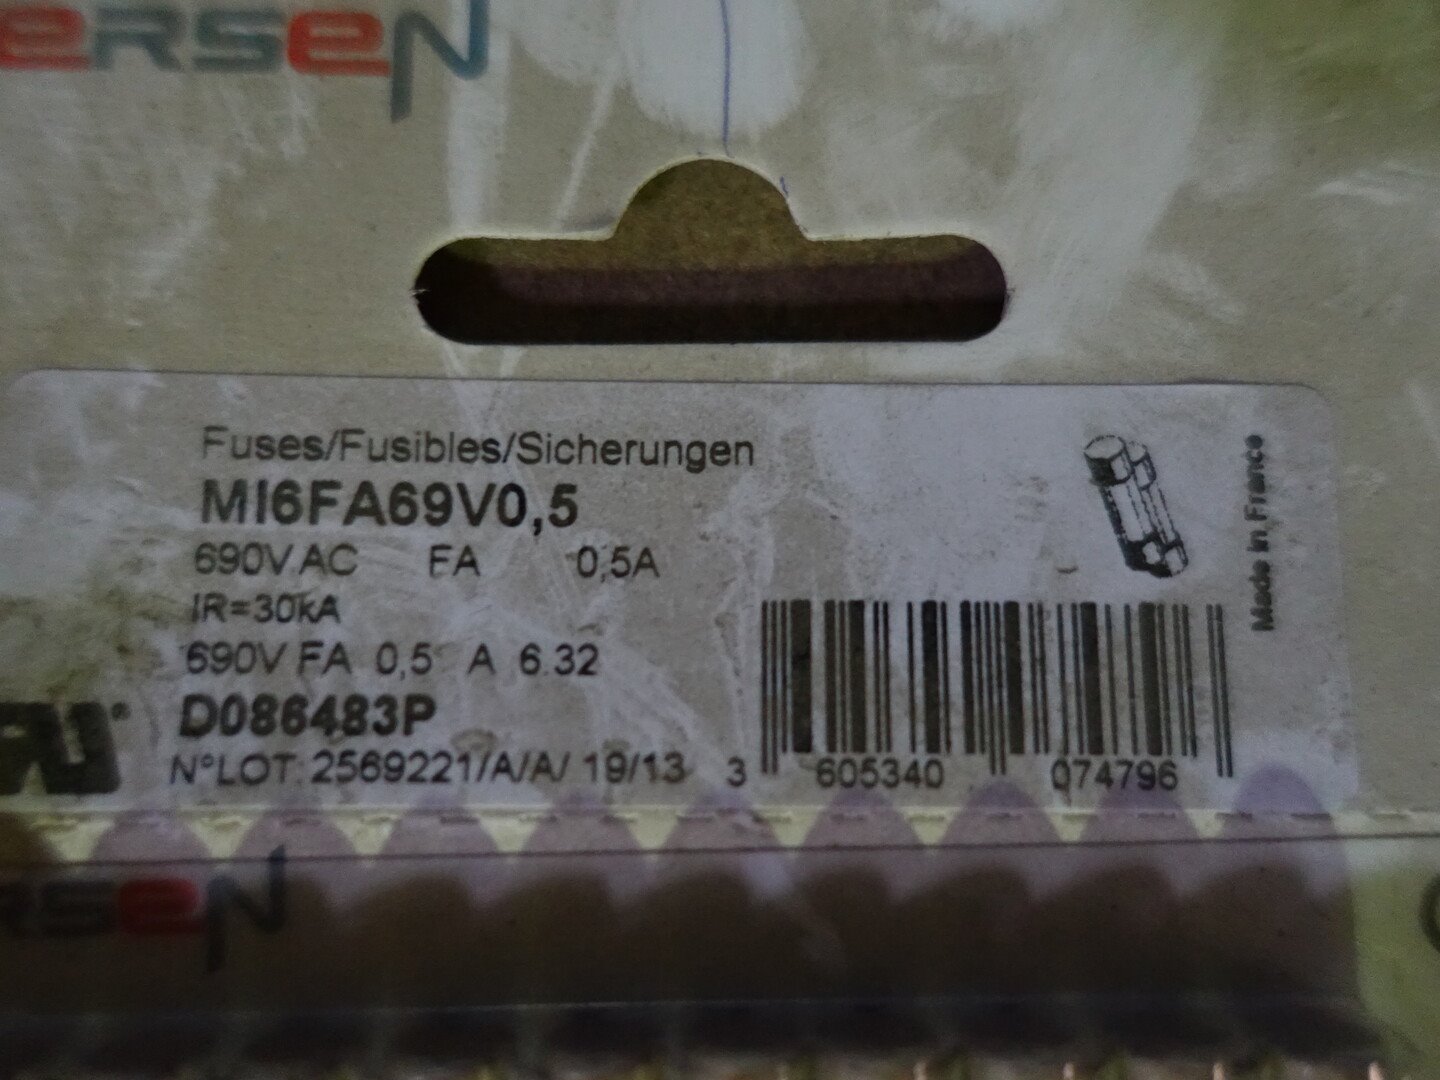 ersen
Fuses/Fusibles/Sicherungen
MI6FA69V0,5
690V AC FA 0,5A
IR=30kA
690V FA 0,5 A 6.32
D086483P
N°LOT: 2569221/A/A/ 19/13
3 605340 074796
Made in France
rsen